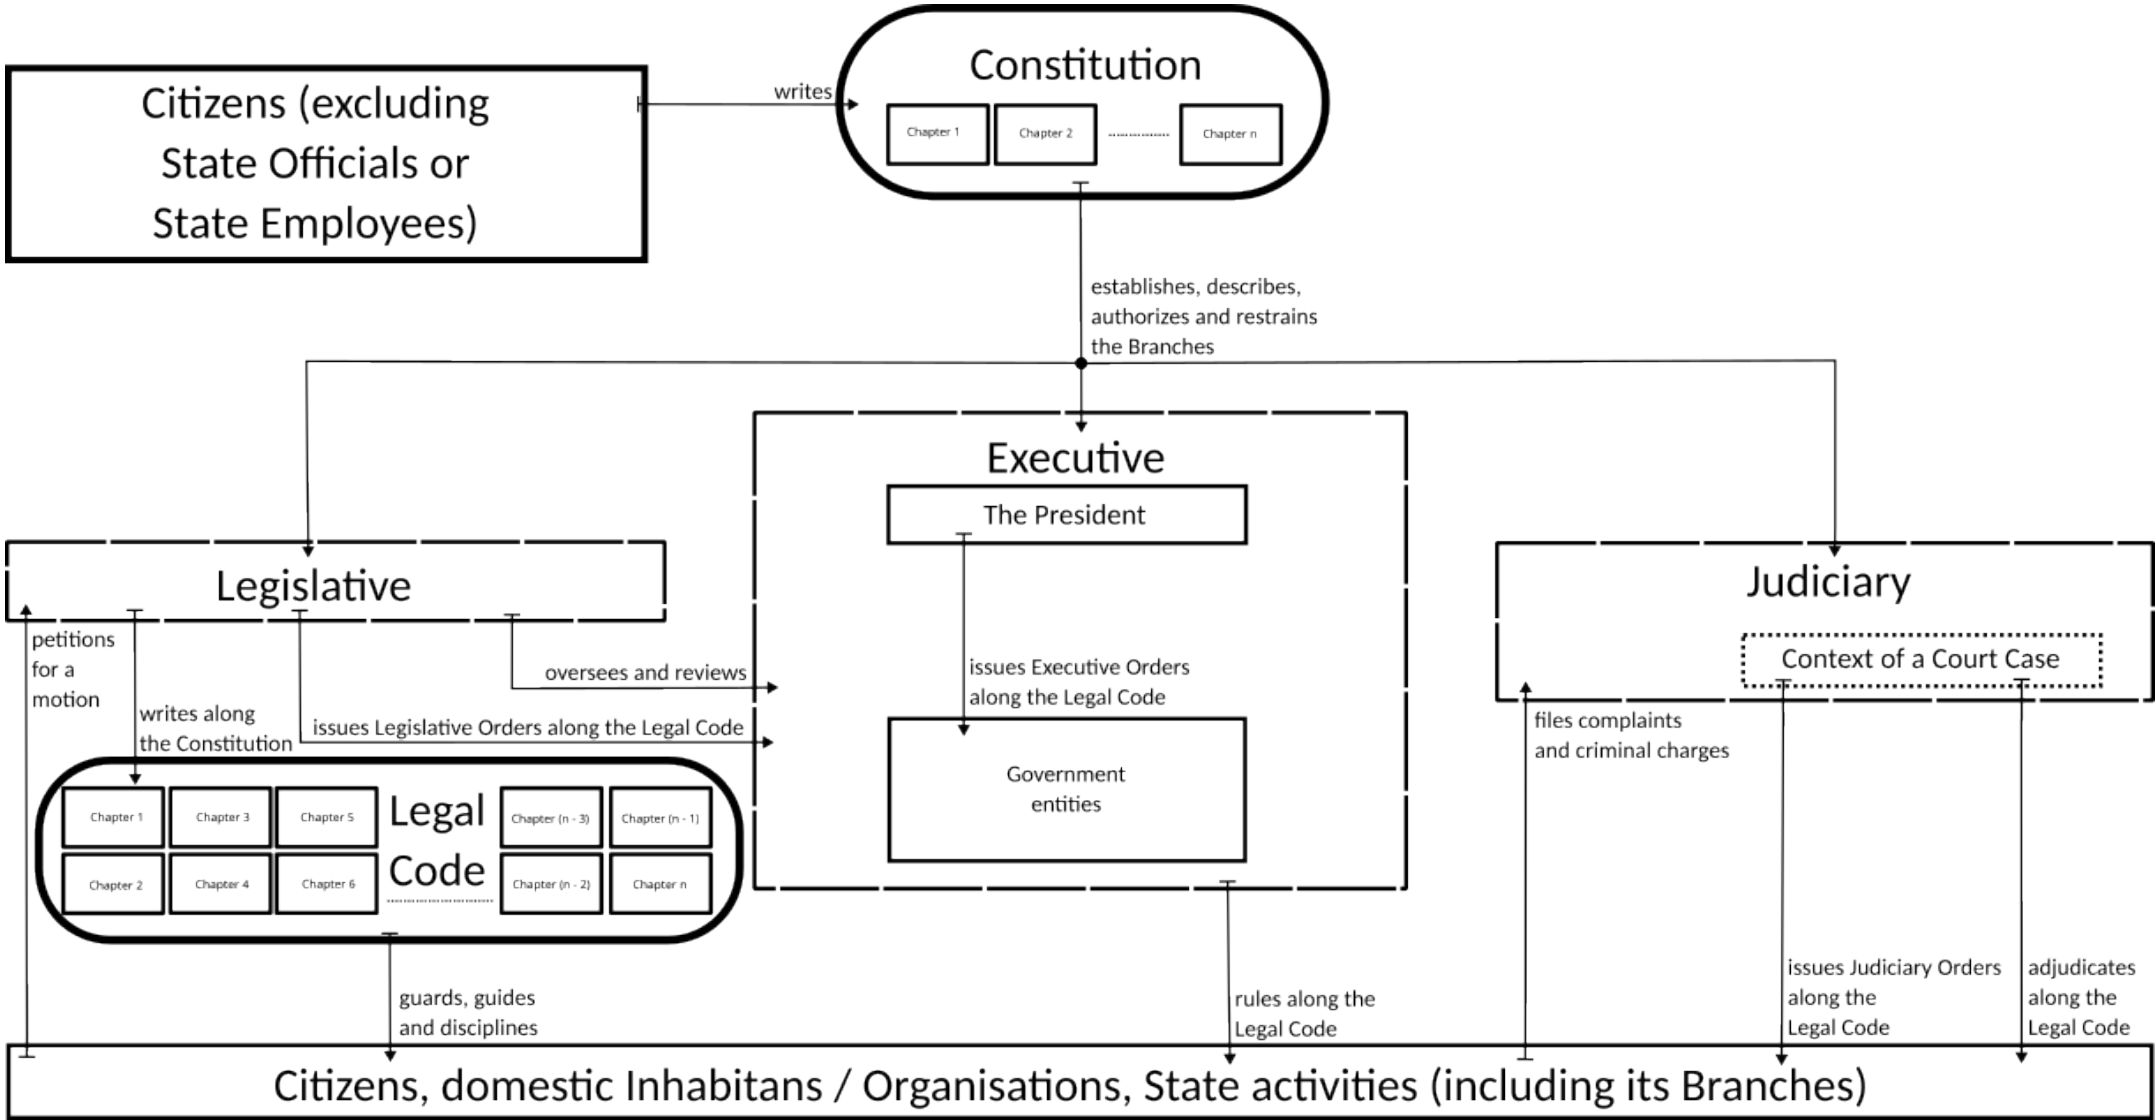 Constitution
Citizens (excluding
State Officials or
State Employees)
writes
Chapter 1
Chapter 2
Chapter n
establishes, describes,
authorizes and restrains
the Branches
Executive
The President
issues Executive Orders
along the Legal Code
Government
entities
Legislative
petitions
for a
motion
writes along
the Constitution
oversees and reviews
issues Legislative Orders along the Legal Code
Legal
Code
Chapter 1
Chapter 3
Chapter 5
Chapter (n - 3)
Chapter (n - 1)
Chapter 2
Chapter 4
Chapter 6
Chapter (n - 2)
Chapter n
Judiciary
Context of a Court Case
files complaints
and criminal charges
guards, guides
and disciplines
rules along the
Legal Code
issues Judiciary Orders
along the
Legal Code
adjudicates
along the
Legal Code
Citizens, domestic Inhabitans / Organisations, State activities (including its Branches)